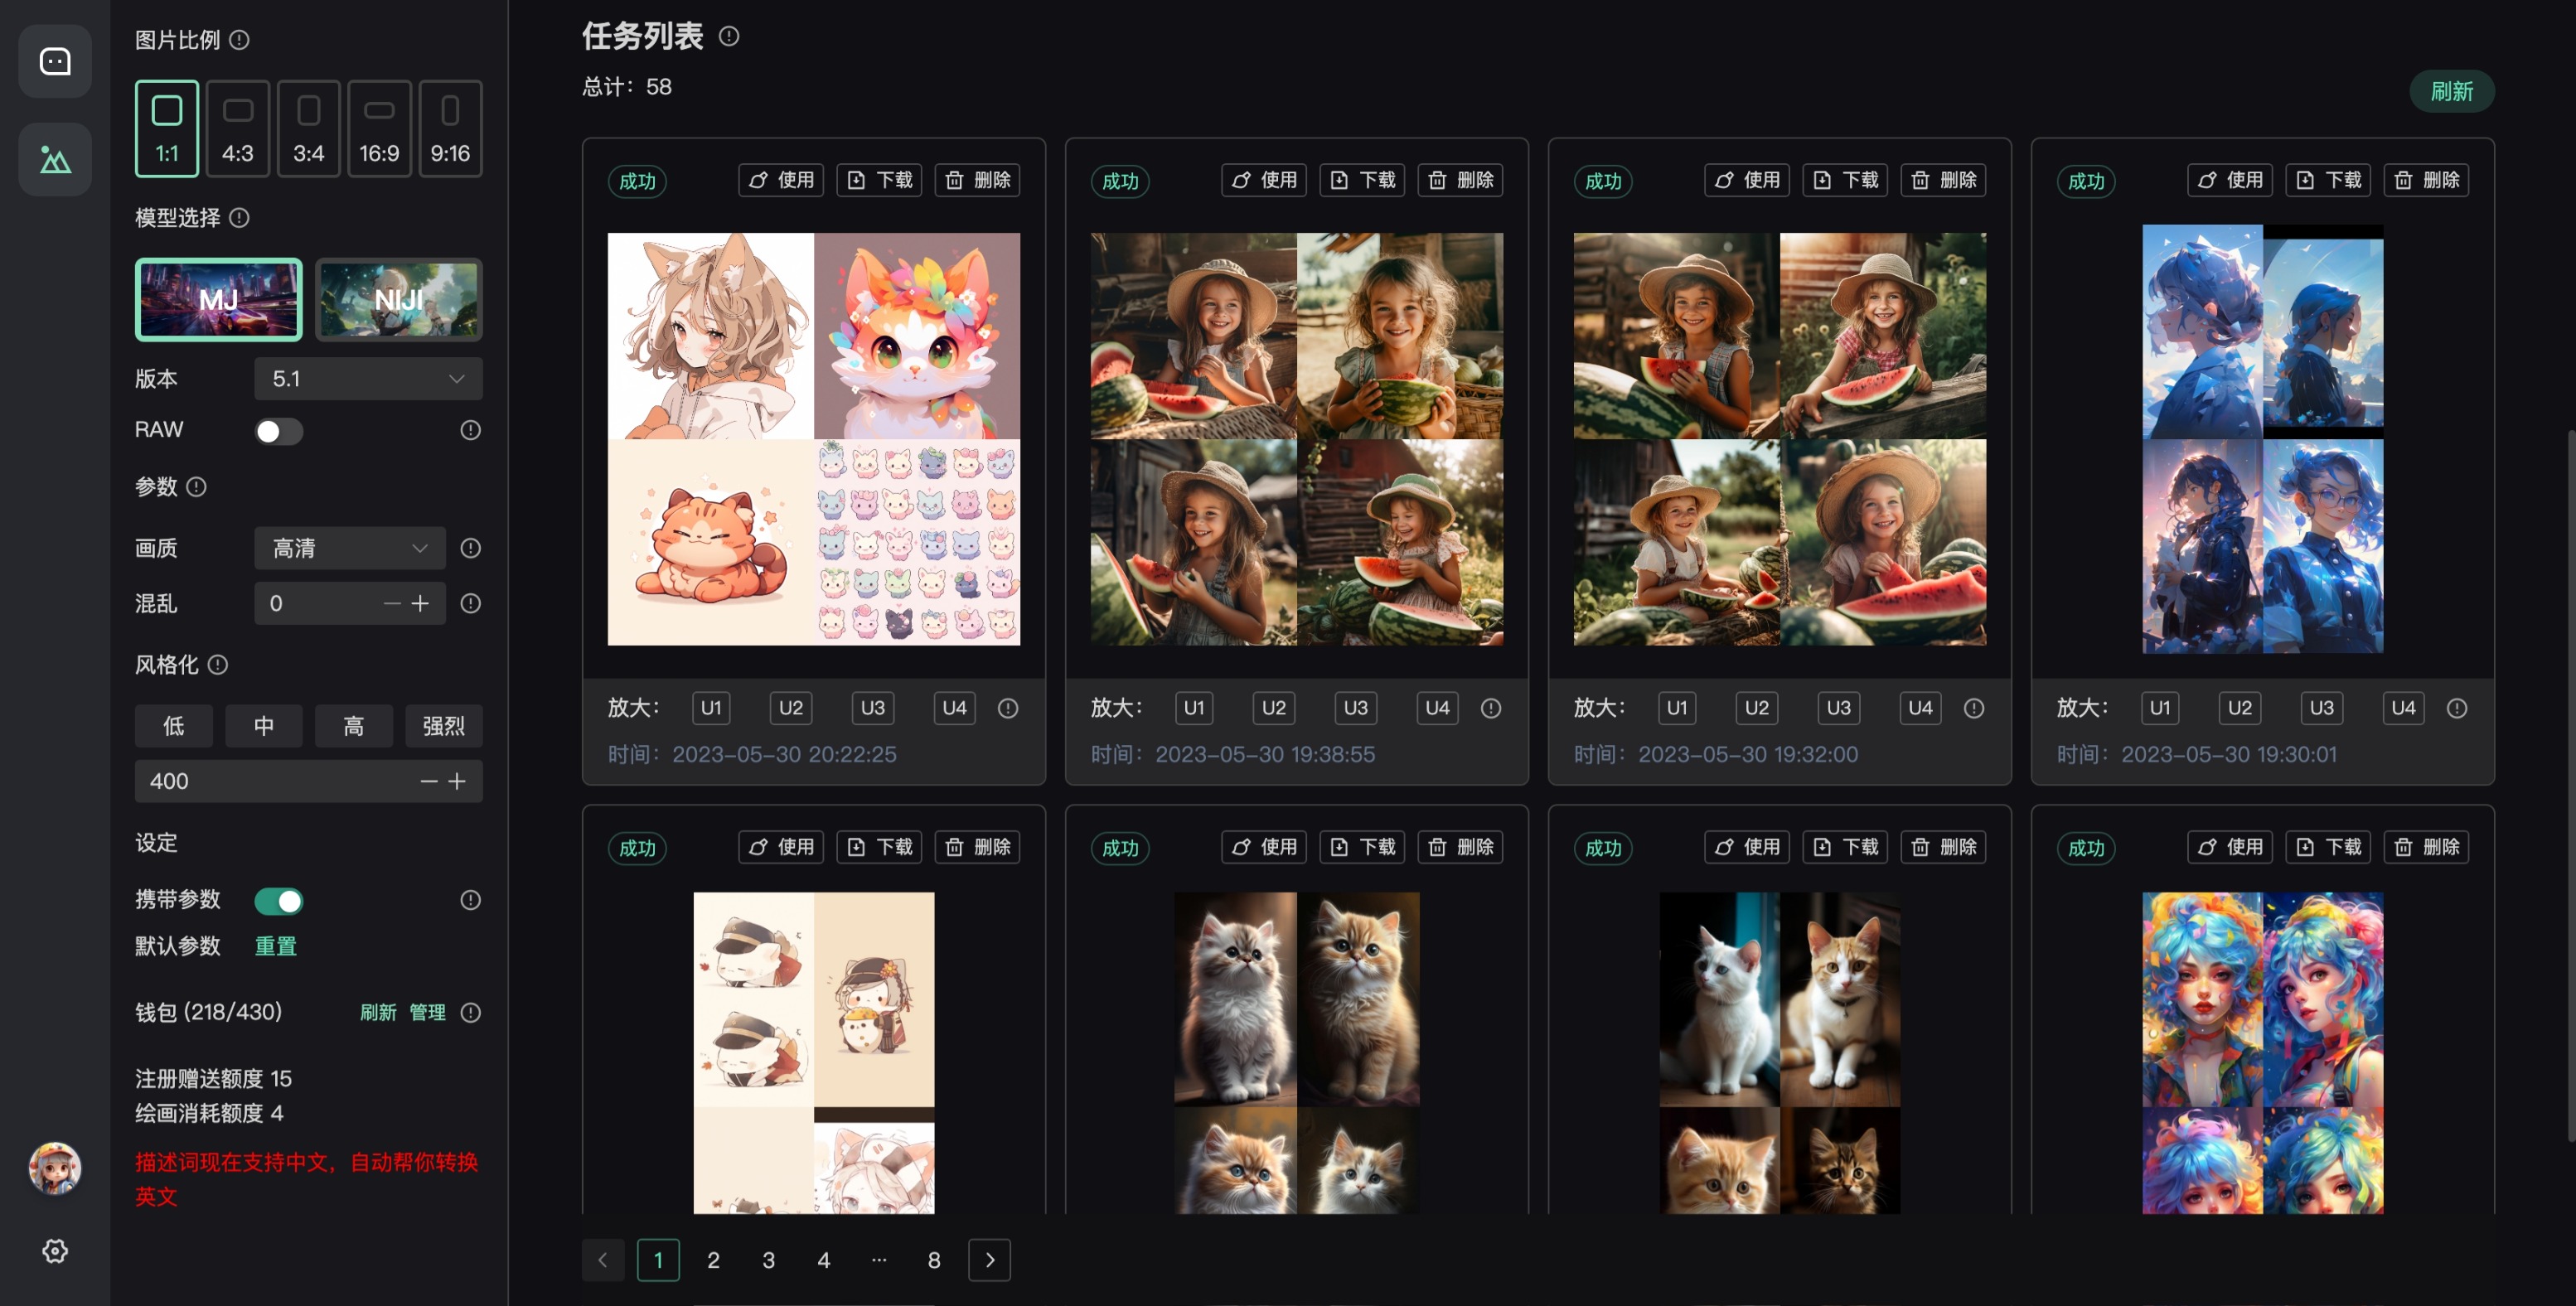 图片比例
1:1 4:3 3:4 16:9 9:16
模型选择
MJ NIJI
版本 5.1
RAW
参数
画质 高清
混乱 0
风格化
低 中 高 强烈
400
设定
携带参数
默认参数 重置
钱包 (218/430) 刷新 管理
注册赠送额度 15
绘画消耗额度 4
描述词现在支持中文，自动帮你转换
英文
任务列表
总计：58
刷新
成功 使用 下载 删除
放大： U1 U2 U3 U4
时间：2023-05-30 20:22:25
成功 使用 下载 删除
放大： U1 U2 U3 U4
时间：2023-05-30 19:38:55
成功 使用 下载 删除
放大： U1 U2 U3 U4
时间：2023-05-30 19:32:00
成功 使用 下载 删除
放大： U1 U2 U3 U4
时间：2023-05-30 19:30:01
成功 使用 下载 删除
成功 使用 下载 删除
成功 使用 下载 删除
成功 使用 下载 删除
1 2 3 4 ··· 8